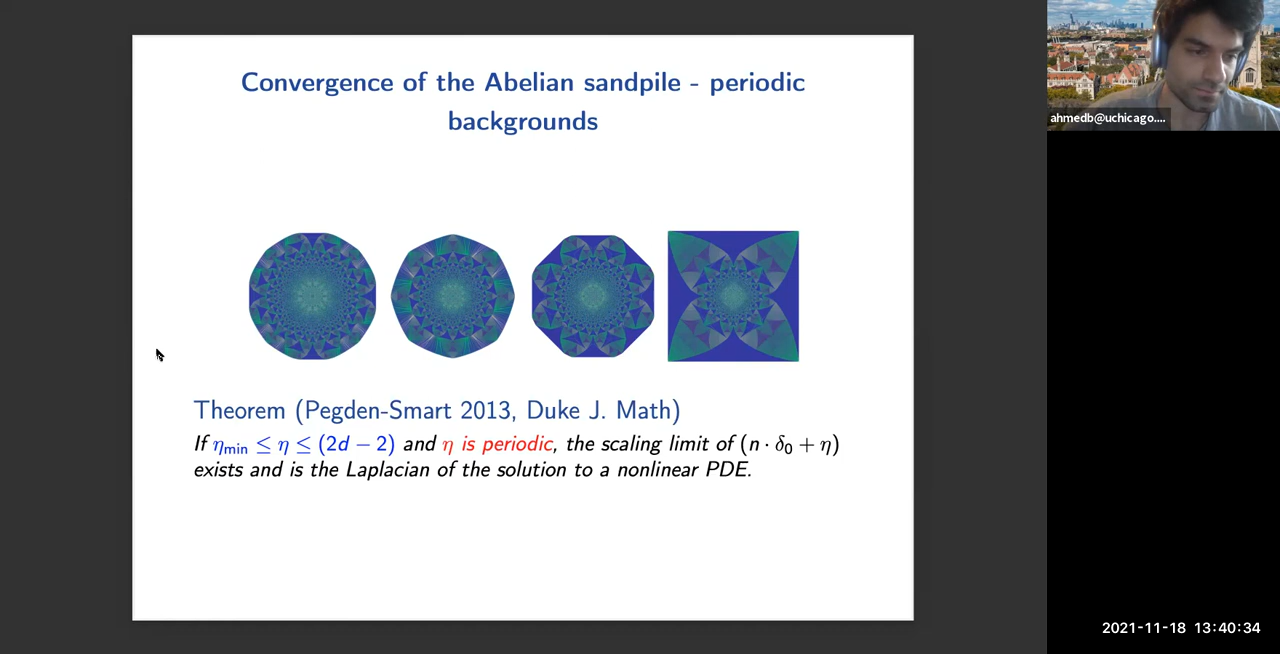 Convergence of the Abelian sandpile - periodic
backgrounds
Theorem (Pegden-Smart 2013, Duke J. Math)
If η_min ≤ η ≤ (2d − 2) and η is periodic, the scaling limit of (n · δ₀ + η)
exists and is the Laplacian of the solution to a nonlinear PDE.
ahmedb@uchicago....
2021-11-18 13:40:34